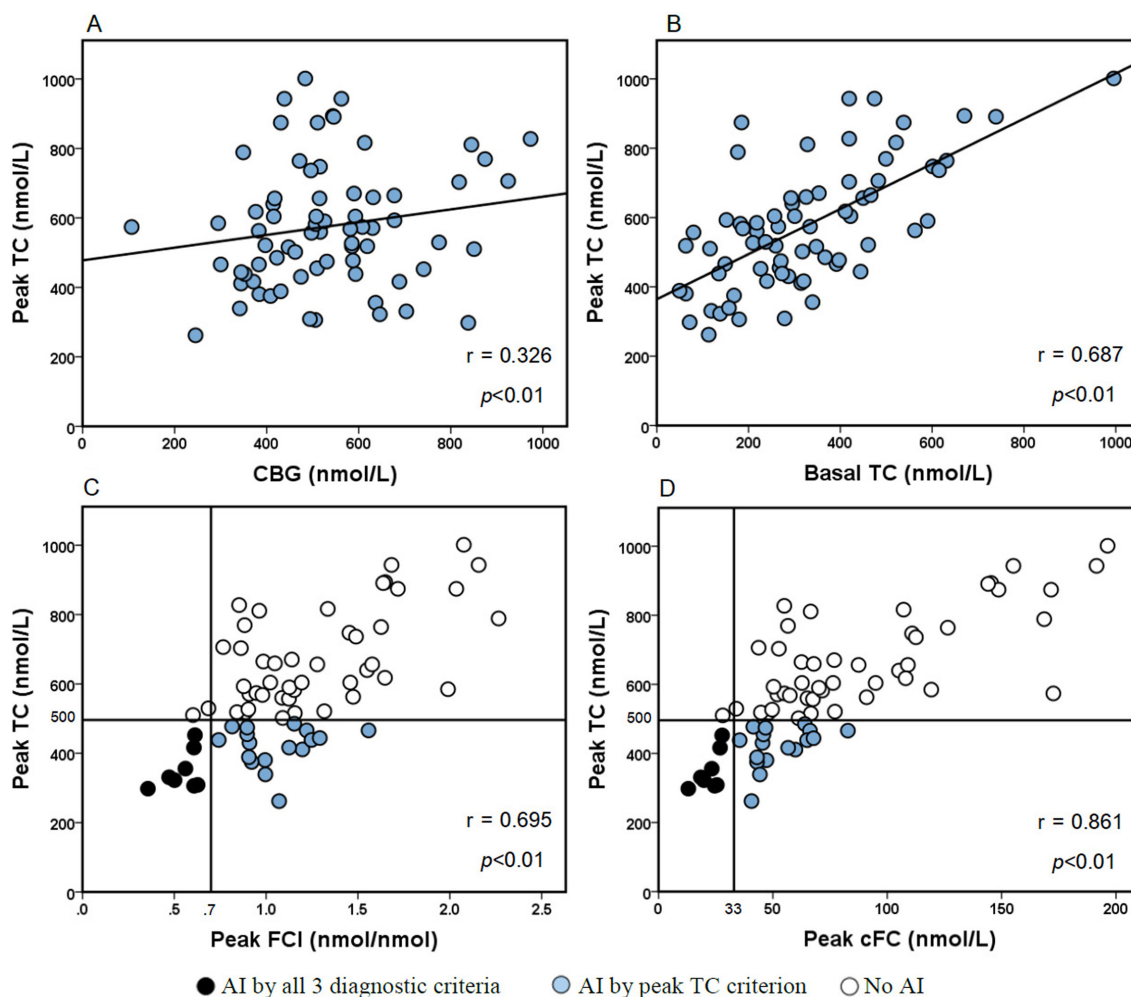 A
Peak TC (nmol/L)
1000
800
600
400
200
0
r = 0.326
p<0.01
0 200 400 600 800 1000
CBG (nmol/L)
B
Peak TC (nmol/L)
1000
800
600
400
200
0
r = 0.687
p<0.01
0 200 400 600 800 1000
Basal TC (nmol/L)
C
Peak TC (nmol/L)
1000
800
600
500
400
200
0
r = 0.695
p<0.01
.0 .5 .7 1.0 1.5 2.0 2.5
Peak FCI (nmol/nmol)
D
Peak TC (nmol/L)
1000
800
600
500
400
200
0
r = 0.861
p<0.01
0 33 50 100 150 200
Peak cFC (nmol/L)
AI by all 3 diagnostic criteria AI by peak TC criterion No AI